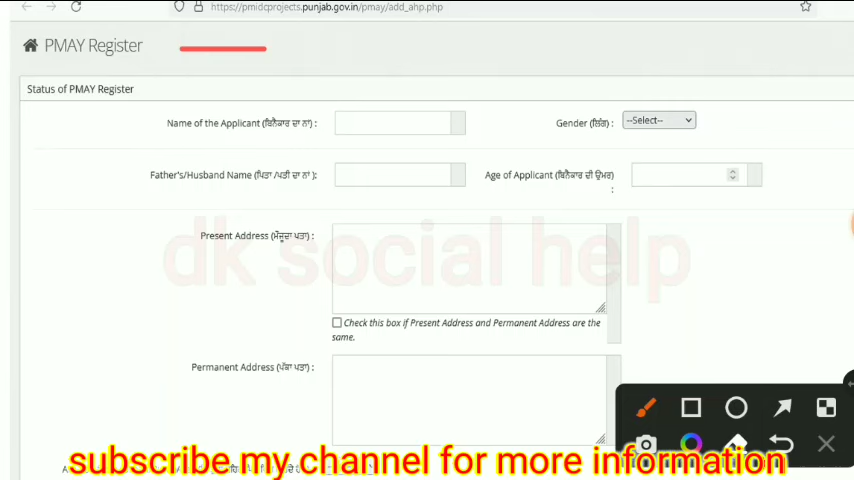 https://pmidcprojects.punjab.gov.in/pmay/add_ahp.php
PMAY Register
Status of PMAY Register
Name of the Applicant (ਬਿਨੈਕਾਰ ਦਾ ਨਾਂ) :
Gender (ਲਿੰਗ) :
--Select--
Father's/Husband Name (ਪਿਤਾ /ਪਤੀ ਦਾ ਨਾਂ ):
Age of Applicant (ਬਿਨੈਕਾਰ ਦੀ ਉਮਰ)
:
Present Address (ਮੌਜੂਦਾ ਪਤਾ) :
dk social help
Check this box if Present Address and Permanent Address are the
same.
Permanent Address (ਪੱਕਾ ਪਤਾ) :
subscribe my channel for more information